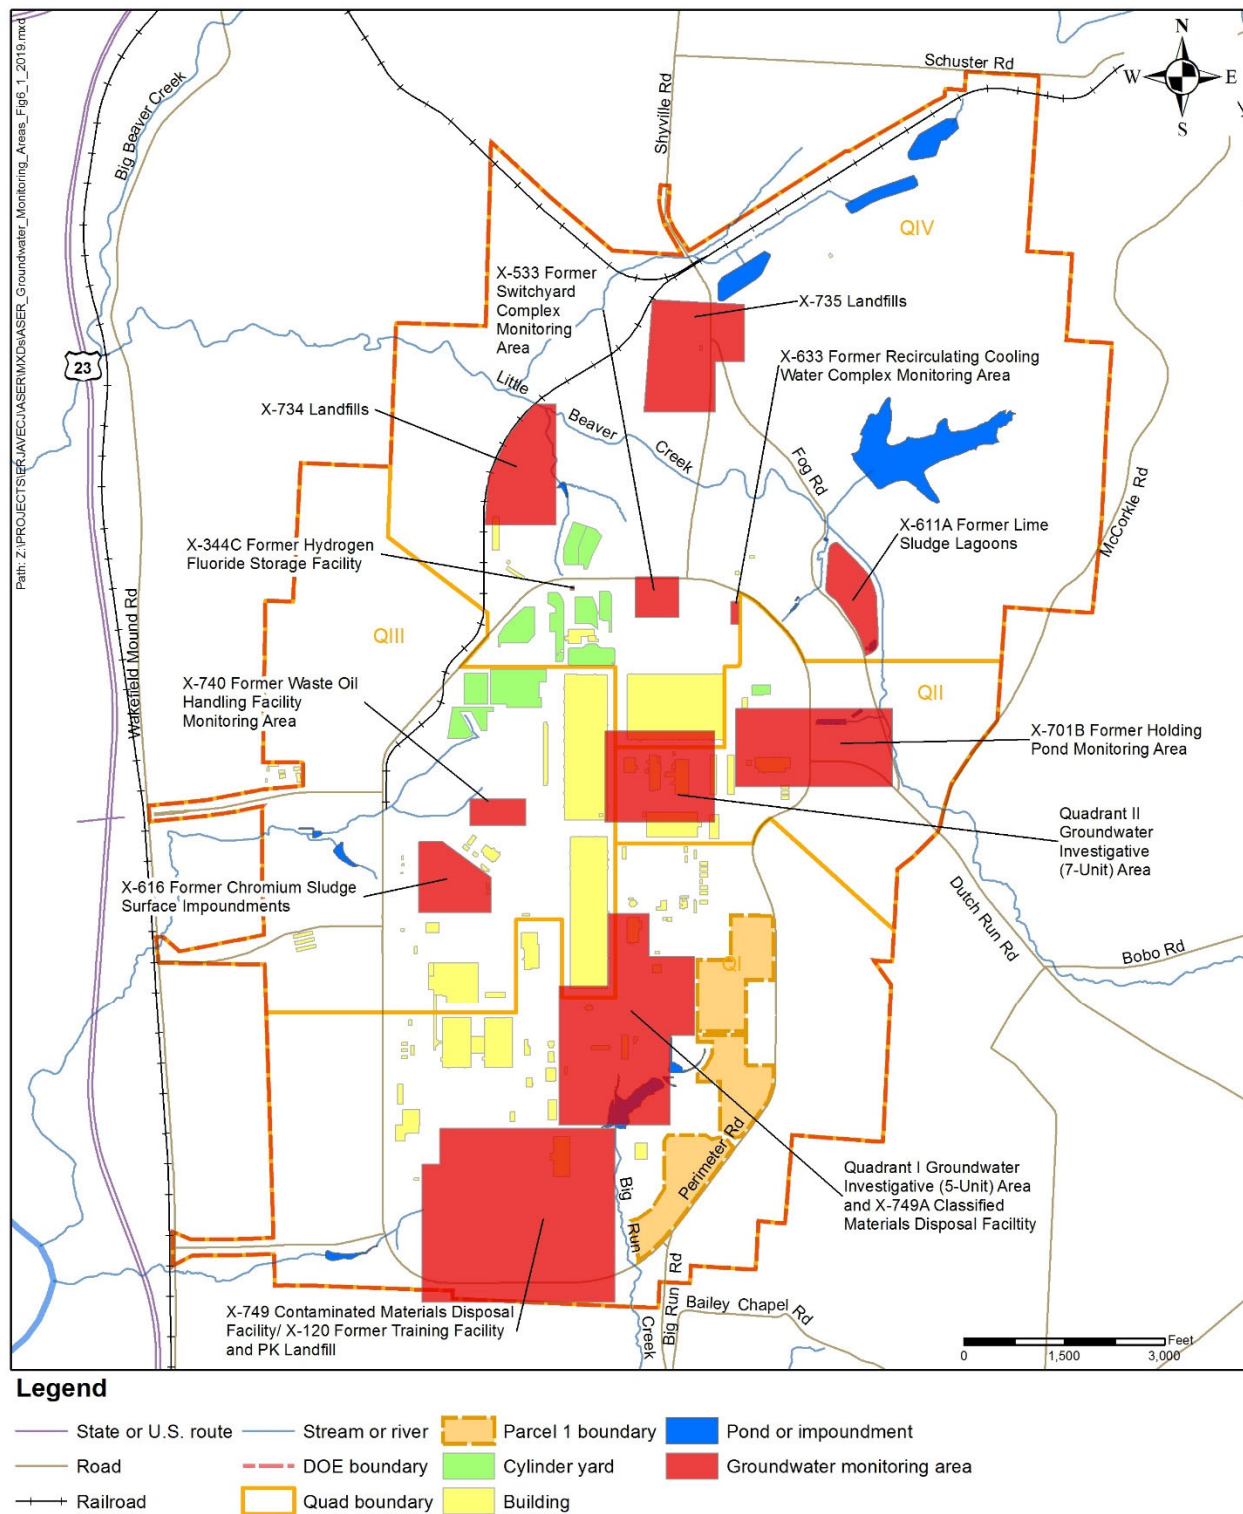 Path: Z:\PROJECTS\ERJAVECJ\ASER\MXDs\ASER_Groundwater_Monitoring_Areas_Fig6_1_2019.mxd
N
W E
S
Schuster Rd
Shyville Rd
Big Beaver Creek
QIV
X-533 Former
Switchyard
Complex
Monitoring
Area
X-735 Landfills
X-633 Former Recirculating Cooling
Water Complex Monitoring Area
23
Little
Beaver
Creek
X-734 Landfills
Fog Rd
McCorkle Rd
X-611A Former Lime
Sludge Lagoons
X-344C Former Hydrogen
Fluoride Storage Facility
Wakefield Mound Rd
QIII
QII
X-740 Former Waste Oil
Handling Facility
Monitoring Area
X-701B Former Holding
Pond Monitoring Area
Quadrant II
Groundwater
Investigative
(7-Unit) Area
X-616 Former Chromium Sludge
Surface Impoundments
Dutch Run Rd
Bobo Rd
QI
Perimeter Rd
Quadrant I Groundwater
Investigative (5-Unit) Area
and X-749A Classified
Materials Disposal Faciltity
Big
Run
Creek
Big Run Rd
Bailey Chapel Rd
X-749 Contaminated Materials Disposal
Facility/ X-120 Former Training Facility
and PK Landfill
Feet
0 1,500 3,000
Legend
State or U.S. route
Stream or river
Parcel 1 boundary
Pond or impoundment
Road
DOE boundary
Cylinder yard
Groundwater monitoring area
Railroad
Quad boundary
Building